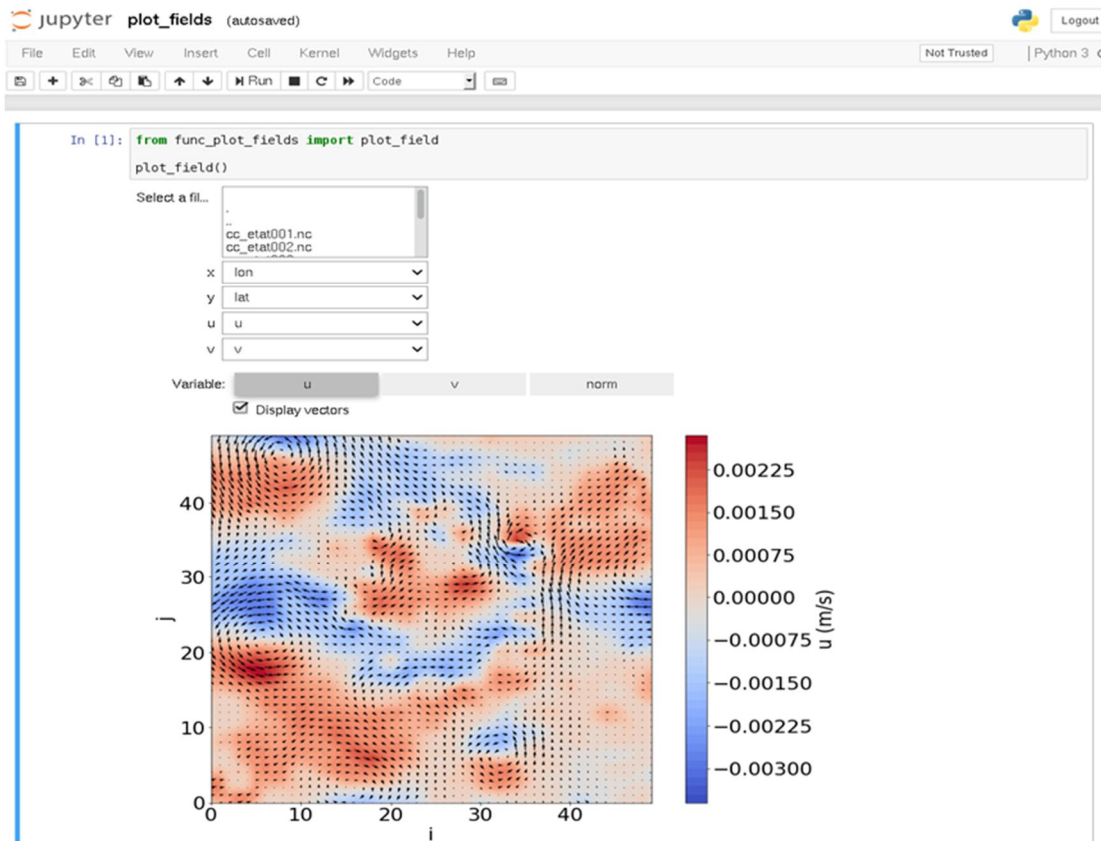 jupyter plot_fields (autosaved)
Logout
File Edit View Insert Cell Kernel Widgets Help
Not Trusted | Python 3
Run Code
In [1]: from func_plot_fields import plot_field
plot_field()
Select a fil...
.
..
cc_etat001.nc
cc_etat002.nc
x lon
y lat
u u
v v
Variable: u v norm
Display vectors
40
30
20
10
0
j
0 10 20 30 40
i
0.00225
0.00150
0.00075
0.00000
−0.00075
−0.00150
−0.00225
−0.00300
u (m/s)